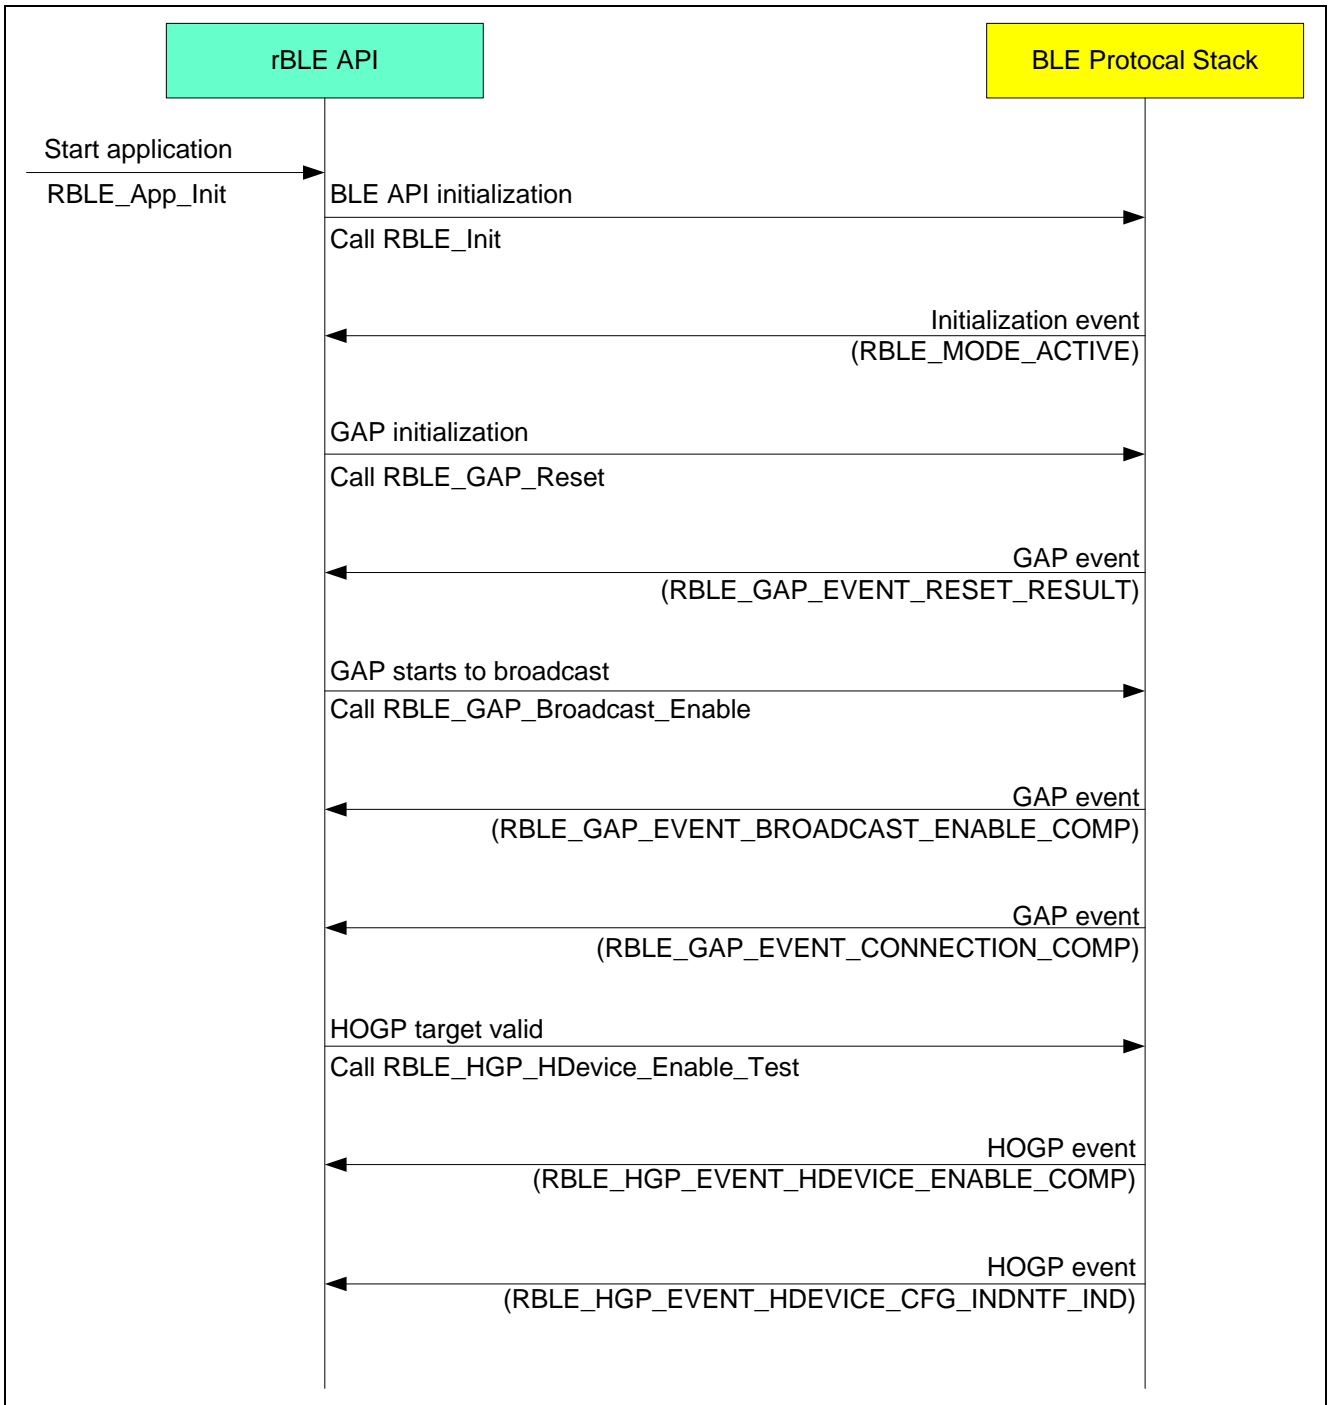 rBLE API
BLE Protocal Stack
Start application
RBLE_App_Init
BLE API initialization
Call RBLE_Init
Initialization event
(RBLE_MODE_ACTIVE)
GAP initialization
Call RBLE_GAP_Reset
GAP event
(RBLE_GAP_EVENT_RESET_RESULT)
GAP starts to broadcast
Call RBLE_GAP_Broadcast_Enable
GAP event
(RBLE_GAP_EVENT_BROADCAST_ENABLE_COMP)
GAP event
(RBLE_GAP_EVENT_CONNECTION_COMP)
HOGP target valid
Call RBLE_HGP_HDevice_Enable_Test
HOGP event
(RBLE_HGP_EVENT_HDEVICE_ENABLE_COMP)
HOGP event
(RBLE_HGP_EVENT_HDEVICE_CFG_INDNTF_IND)